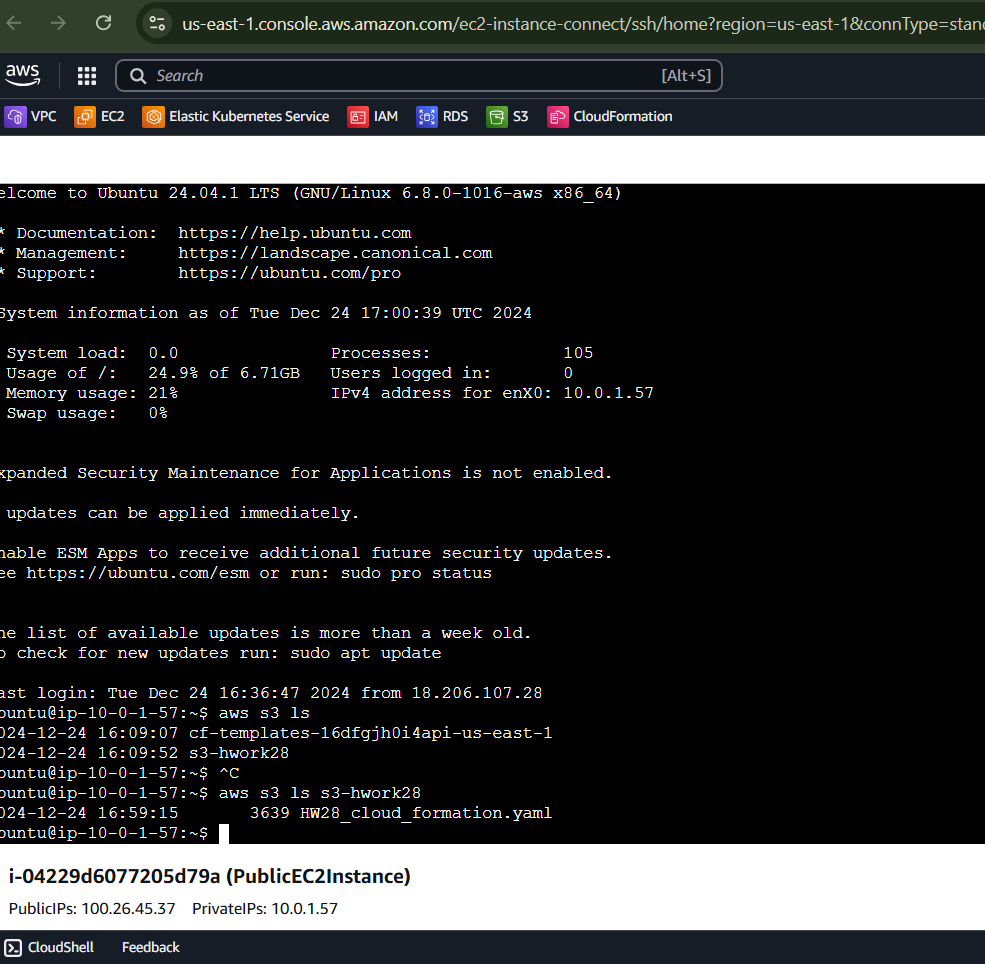 us-east-1.console.aws.amazon.com/ec2-instance-connect/ssh/home?region=us-east-1&connType=stand
aws
Search [Alt+S]
VPC EC2 Elastic Kubernetes Service IAM RDS S3 CloudFormation
elcome to Ubuntu 24.04.1 LTS (GNU/Linux 6.8.0-1016-aws x86_64)
* Documentation: https://help.ubuntu.com
* Management: https://landscape.canonical.com
* Support: https://ubuntu.com/pro
System information as of Tue Dec 24 17:00:39 UTC 2024
System load: 0.0 Processes: 105
Usage of /: 24.9% of 6.71GB Users logged in: 0
Memory usage: 21% IPv4 address for enX0: 10.0.1.57
Swap usage: 0%
xpanded Security Maintenance for Applications is not enabled.
updates can be applied immediately.
nable ESM Apps to receive additional future security updates.
ee https://ubuntu.com/esm or run: sudo pro status
he list of available updates is more than a week old.
o check for new updates run: sudo apt update
ast login: Tue Dec 24 16:36:47 2024 from 18.206.107.28
buntu@ip-10-0-1-57:~$ aws s3 ls
024-12-24 16:09:07 cf-templates-16dfgjh0i4api-us-east-1
024-12-24 16:09:52 s3-hwork28
buntu@ip-10-0-1-57:~$ ^C
buntu@ip-10-0-1-57:~$ aws s3 ls s3-hwork28
024-12-24 16:59:15 3639 HW28_cloud_formation.yaml
buntu@ip-10-0-1-57:~$
i-04229d6077205d79a (PublicEC2Instance)
PublicIPs: 100.26.45.37 PrivateIPs: 10.0.1.57
CloudShell Feedback